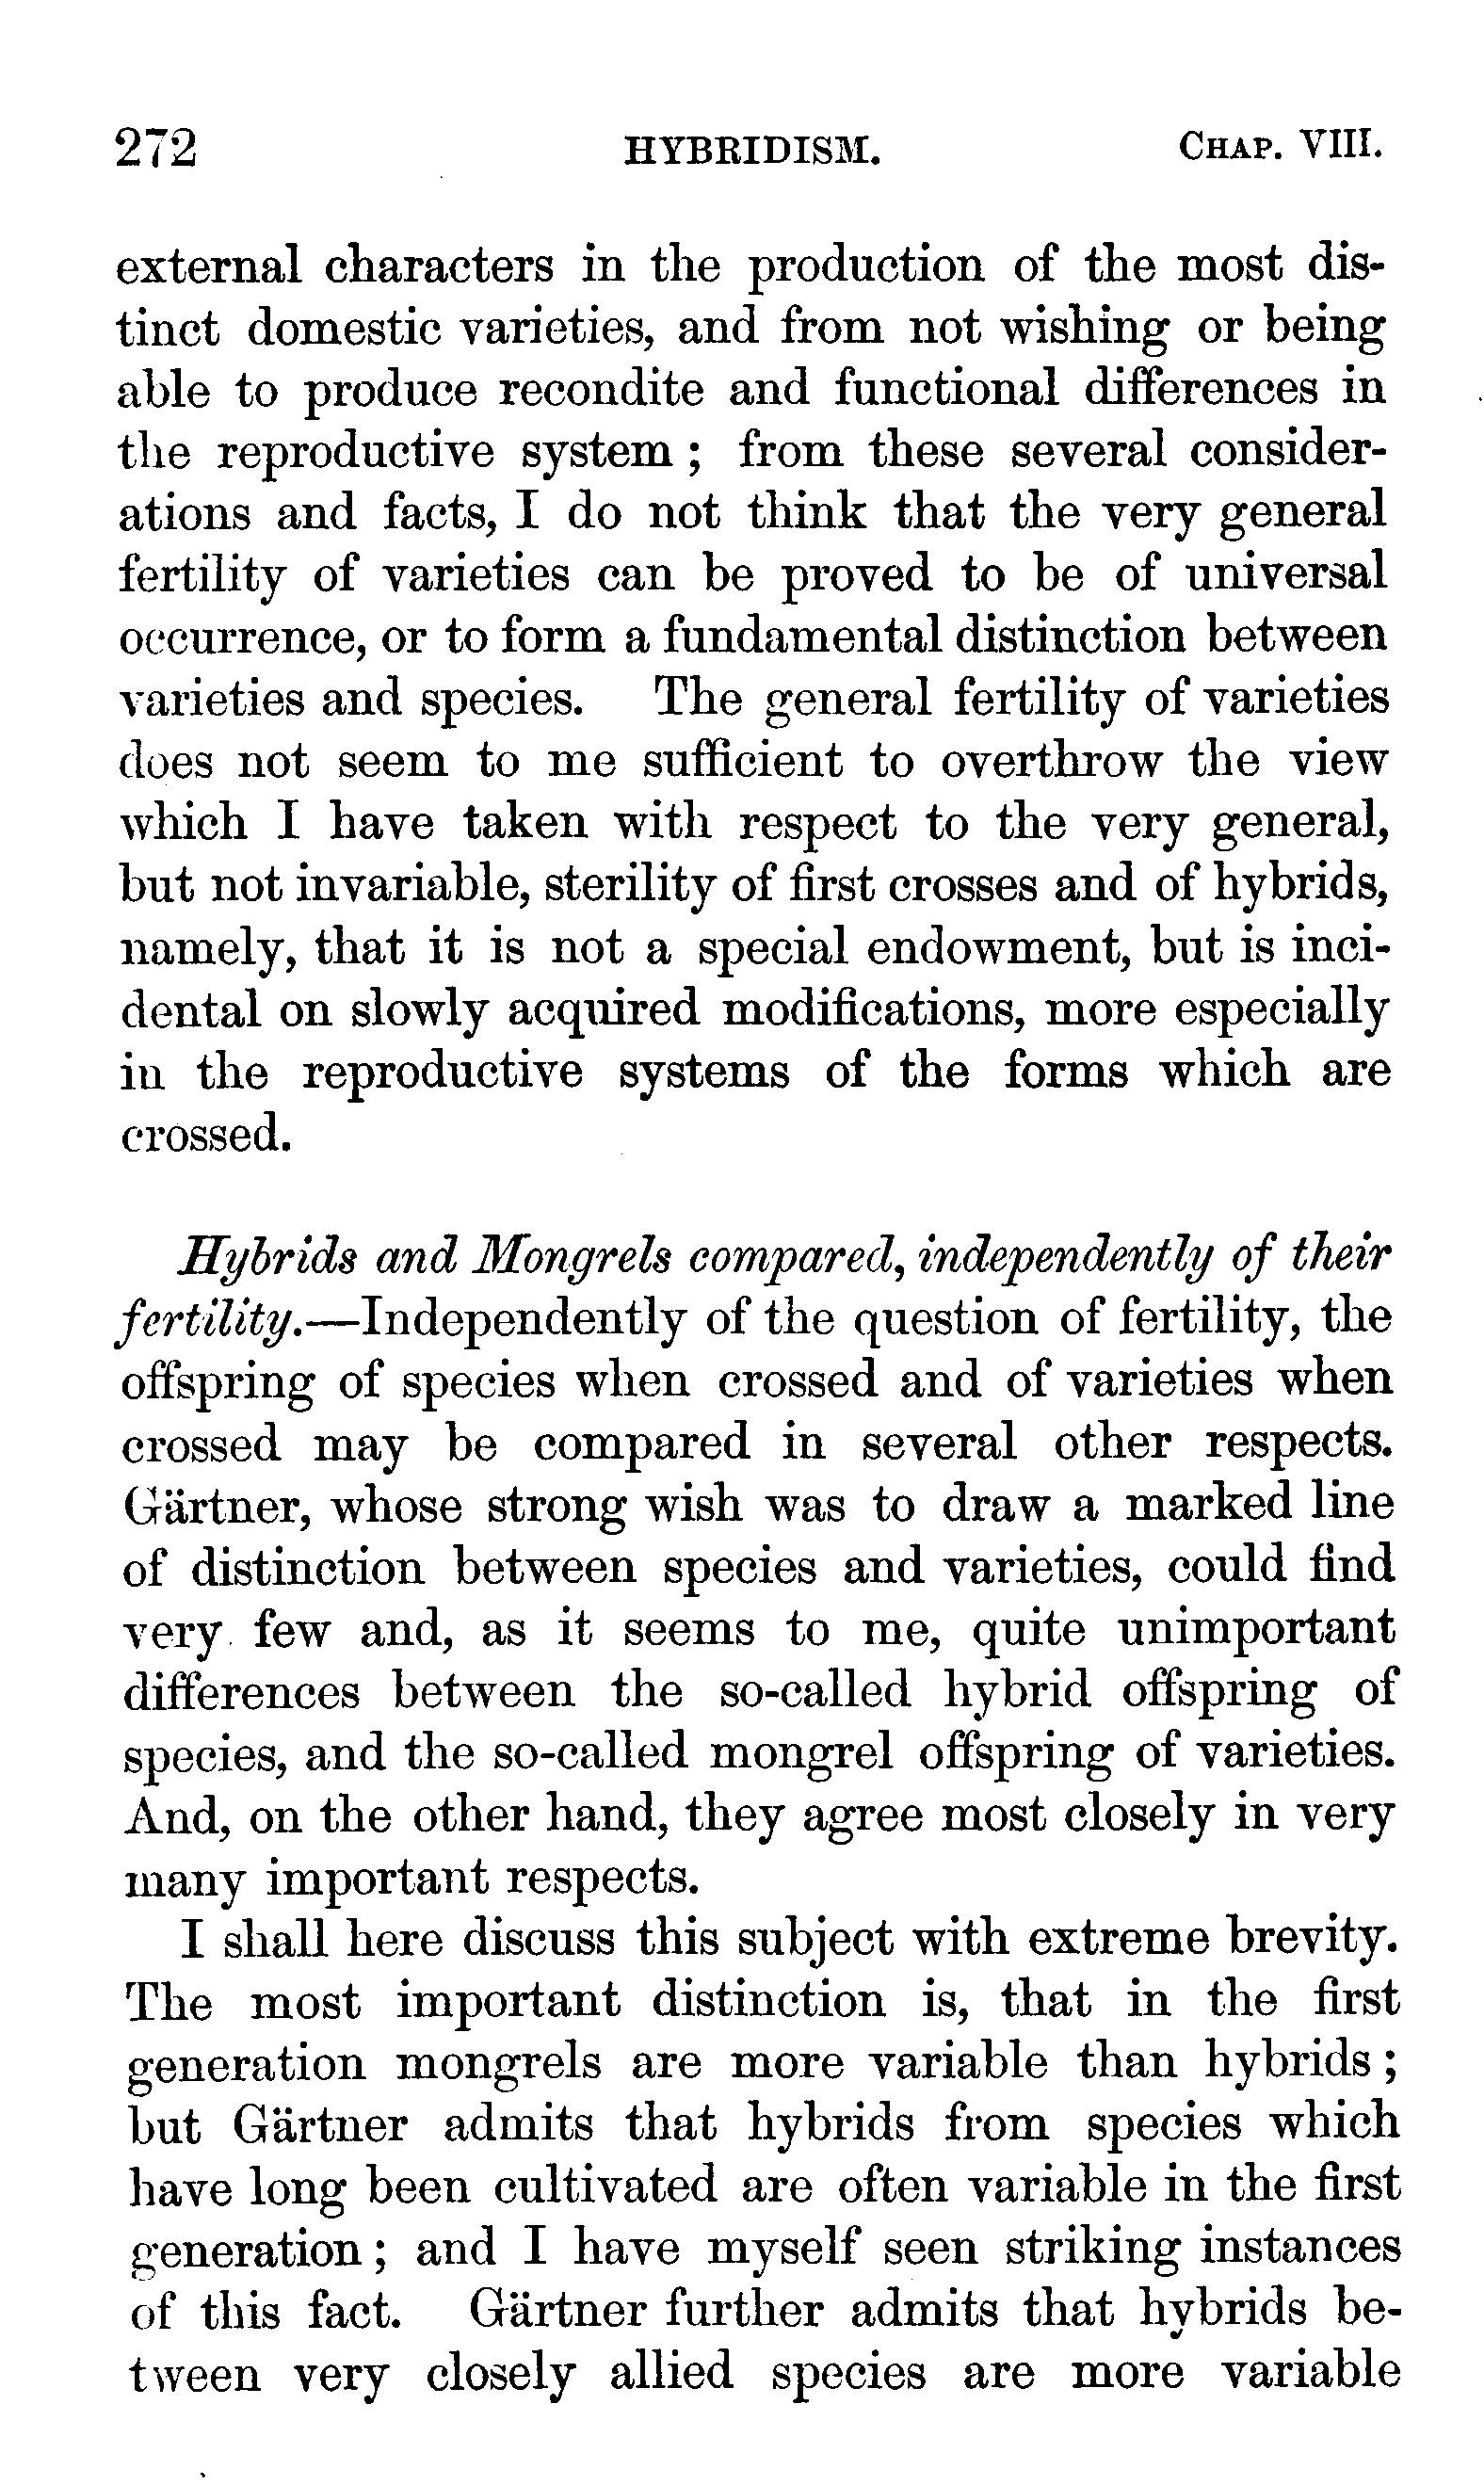 272 HYBRIDISM. CHAP. VIII.
external characters in the production of the most dis-
tinct domestic varieties, and from not wishing or being
able to produce recondite and functional differences in
the reproductive system ; from these several consider-
ations and facts, I do not think that the very general
fertility of varieties can be proved to be of universal
occurrence, or to form a fundamental distinction between
varieties and species. The general fertility of varieties
does not seem to me sufficient to overthrow the view
which I have taken with respect to the very general,
but not invariable, sterility of first crosses and of hybrids,
namely, that it is not a special endowment, but is inci-
dental on slowly acquired modifications, more especially
in the reproductive systems of the forms which are
crossed.
Hybrids and Mongrels compared, independently of their
fertility.—Independently of the question of fertility, the
offspring of species when crossed and of varieties when
crossed may be compared in several other respects.
Gärtner, whose strong wish was to draw a marked line
of distinction between species and varieties, could find
very few and, as it seems to me, quite unimportant
differences between the so-called hybrid offspring of
species, and the so-called mongrel offspring of varieties.
And, on the other hand, they agree most closely in very
many important respects.
I shall here discuss this subject with extreme brevity.
The most important distinction is, that in the first
generation mongrels are more variable than hybrids ;
but Gärtner admits that hybrids from species which
have long been cultivated are often variable in the first
generation ; and I have myself seen striking instances
of this fact. Gärtner further admits that hybrids be-
tween very closely allied species are more variable